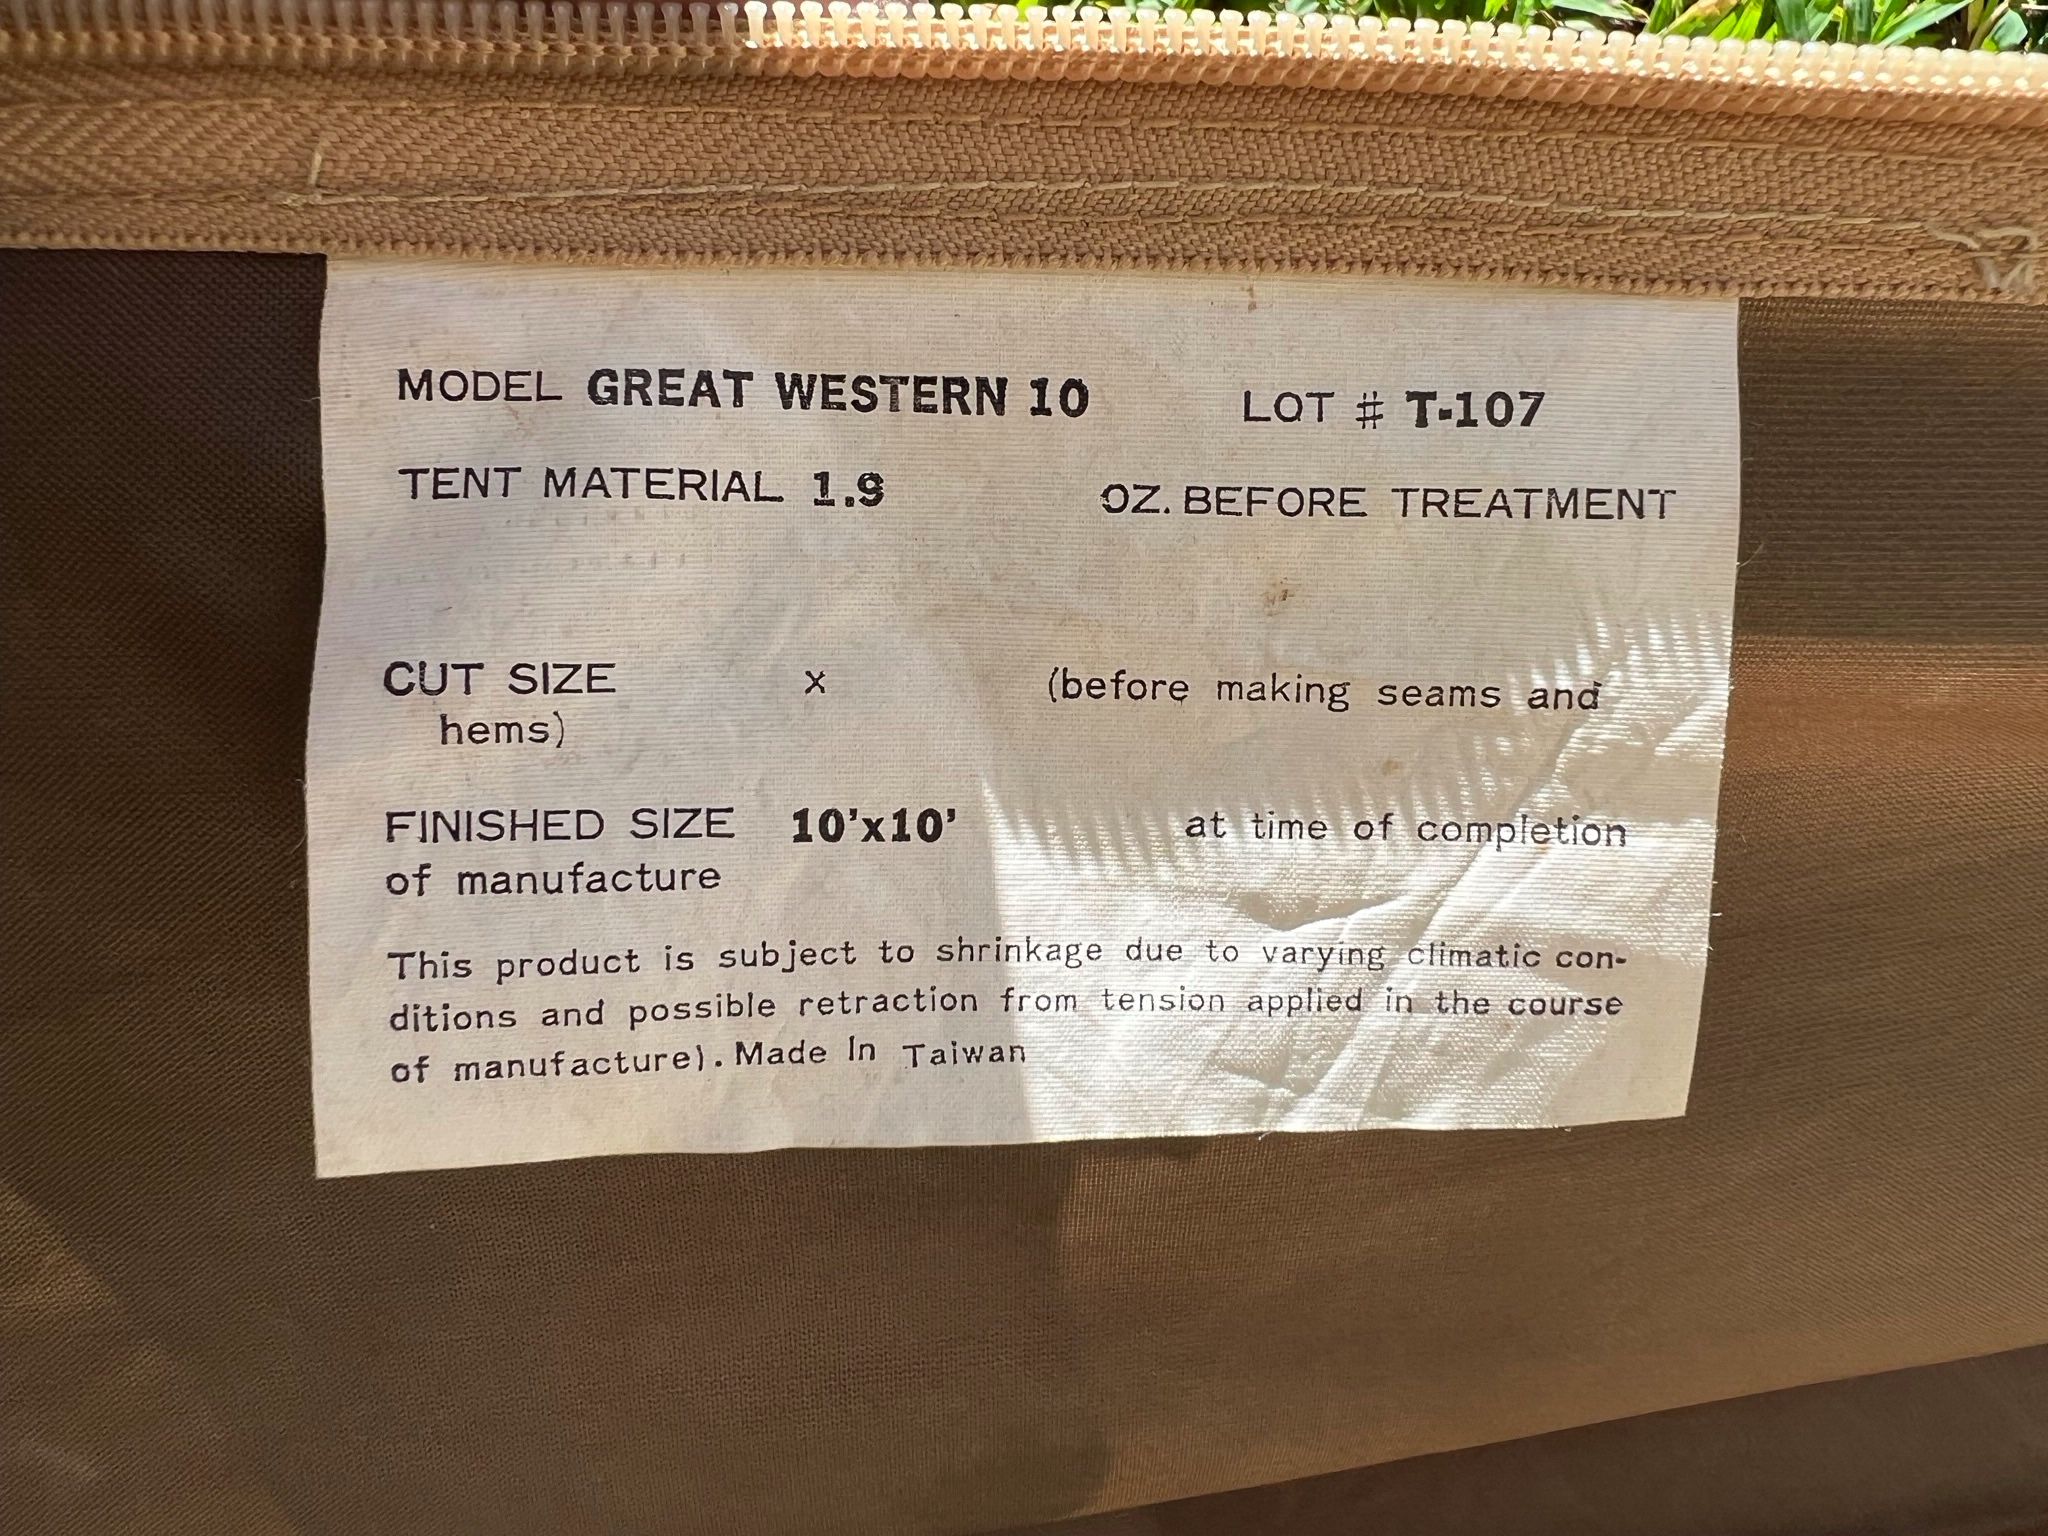 MODEL GREAT WESTERN 10 LOT # T-107
TENT MATERIAL 1.9 OZ. BEFORE TREATMENT
CUT SIZE x (before making seams and
hems)
FINISHED SIZE 10'x10' at time of completion
of manufacture
This product is subject to shrinkage due to varying climatic con-
ditions and possible retraction from tension applied in the course
of manufacture). Made In Taiwan